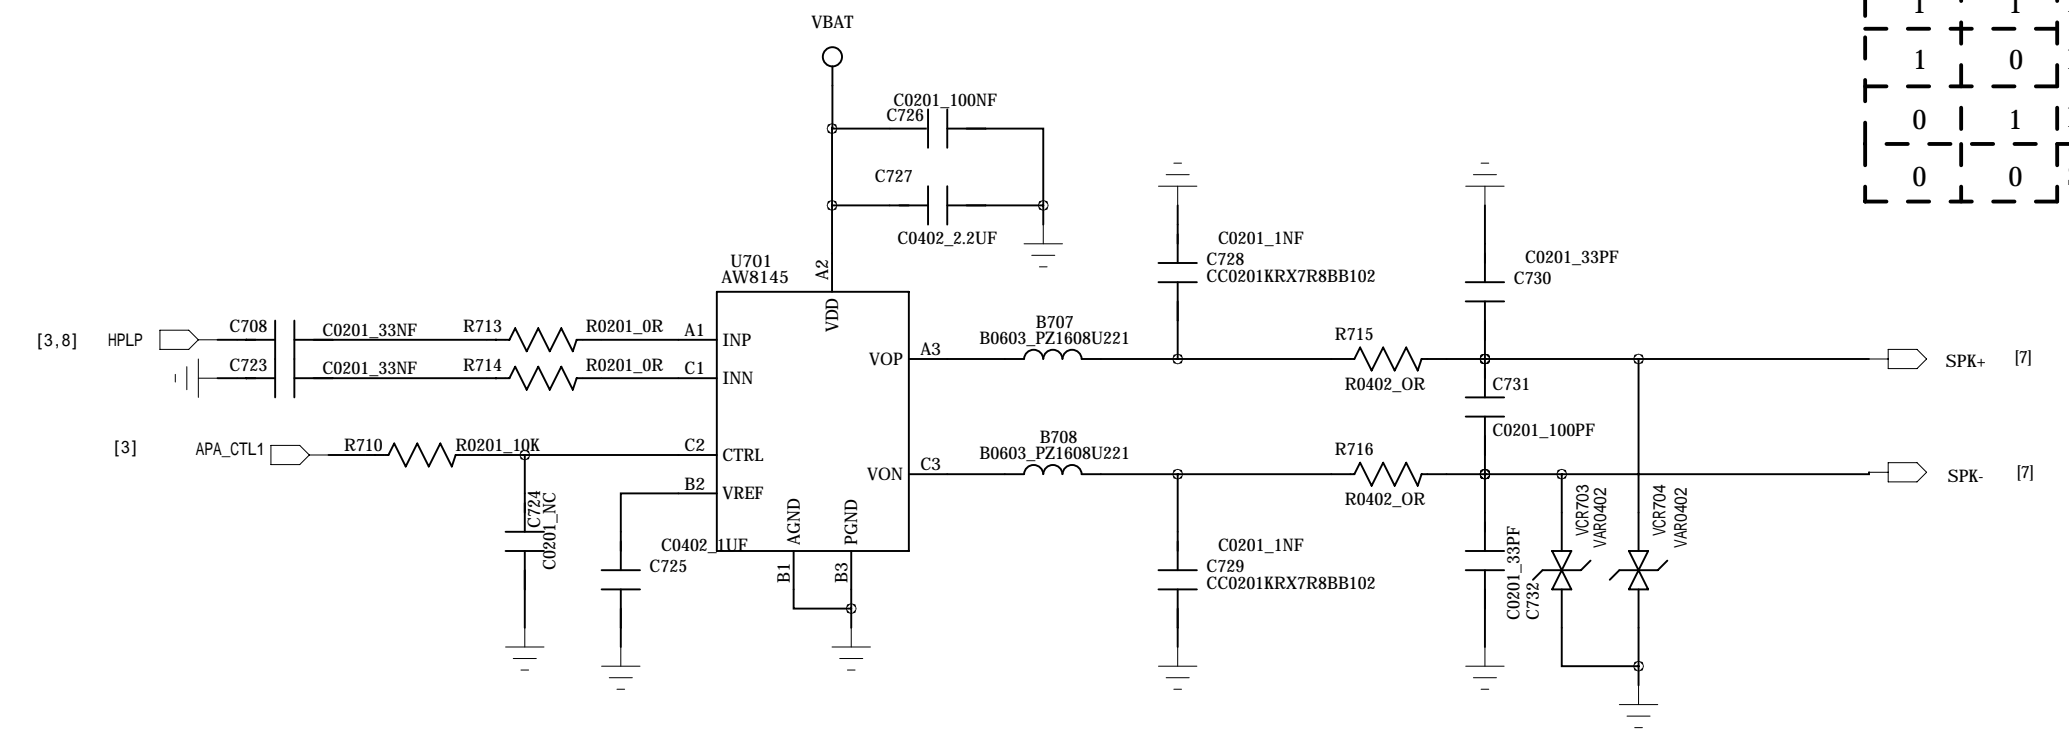 VBAT
1 1
1 0
0 1
0 0
C0201_100NF
C726
C727
C0402_2.2UF
U701
AW8145
A2
VDD
C0201_1NF
C728
CC0201KRX7R8BB102
C0201_33PF
C730
[3,8] HPLP
C708
C0201_33NF
R713
R0201_0R
A1
INP
C723
C0201_33NF
R714
R0201_0R
C1
INN
VOP
A3
B707
B0603_PZ1608U221
R715
R0402_OR
SPK+ [7]
C731
C0201_100PF
[3] APA_CTL1
R710
R0201_10K
C2
CTRL
B2
VREF
VON
C3
B708
B0603_PZ1608U221
R716
R0402_OR
SPK- [7]
C724
C0201_NC
C0402_1UF
C725
AGND
PGND
B1
B3
C0201_1NF
C729
CC0201KRX7R8BB102
C0201_33PF
C732
VCR703
VAR0402
VCR704
VAR0402